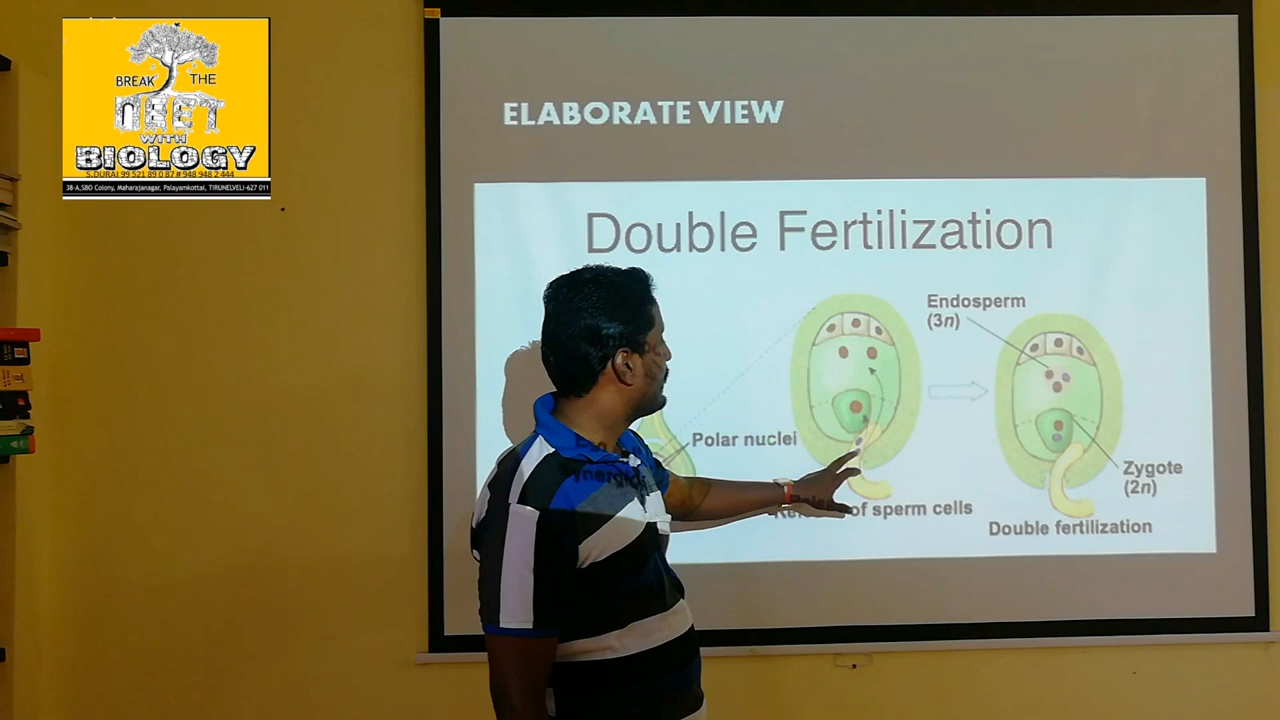 BREAK THE
NEET
WITH
BIOLOGY
S.DURAI 99 521 89 0 87 # 948 948 2 444
38-A,SBO Colony, Maharajanagar, Palayamkottai, TIRUNELVELI-627 011
ELABORATE VIEW
Double Fertilization
Endosperm
(3n)
Polar nuclei
Zygote
(2n)
of sperm cells
Double fertilization